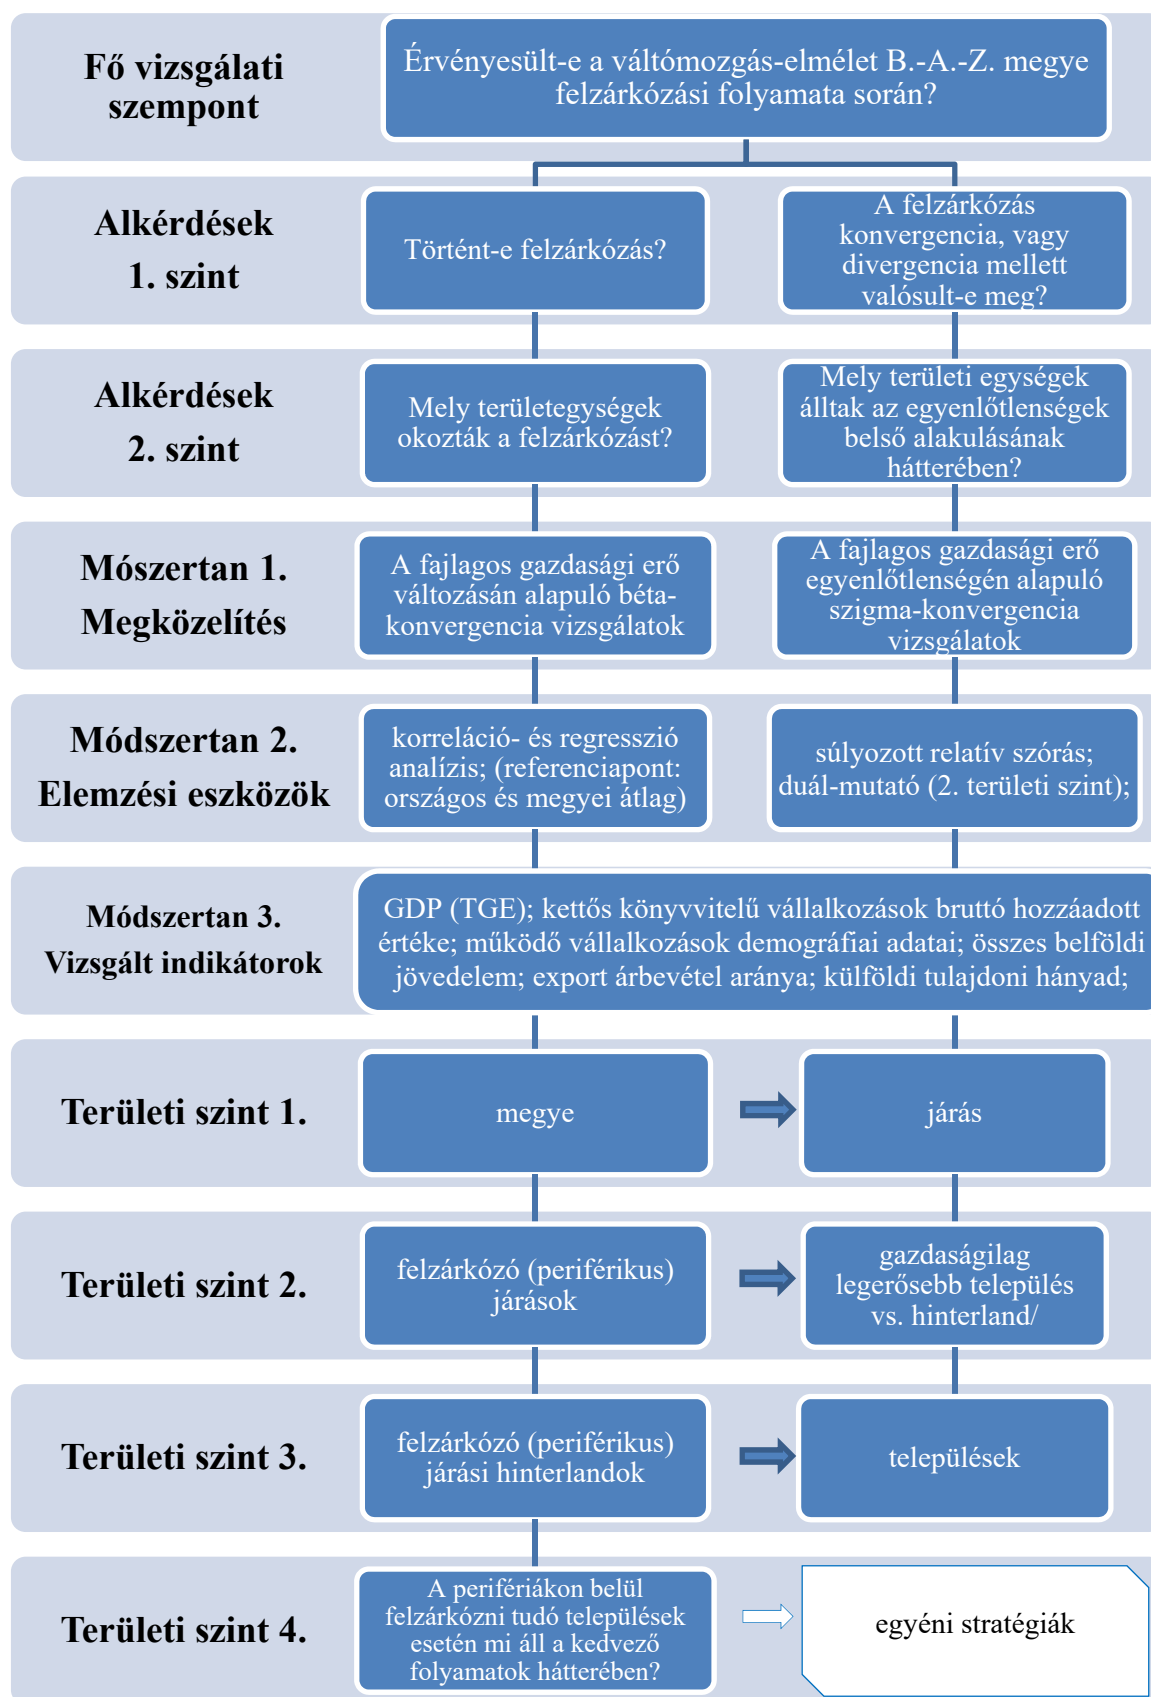 Fő vizsgálati
szempont
Érvényesült-e a váltómozgás-elmélet B.-A.-Z. megye
felzárkózási folyamata során?
Alkérdések
1. szint
Történt-e felzárkózás?
A felzárkózás
konvergencia, vagy
divergencia mellett
valósult-e meg?
Alkérdések
2. szint
Mely területegységek
okozták a felzárkózást?
Mely területi egységek
álltak az egyenlőtlenségek
belső alakulásának
hátterében?
Mószertan 1.
Megközelítés
A fajlagos gazdasági erő
változásán alapuló béta-
konvergencia vizsgálatok
A fajlagos gazdasági erő
egyenlőtlenségén alapuló
szigma-konvergencia
vizsgálatok
Módszertan 2.
Elemzési eszközök
korreláció- és regresszió
analízis; (referenciapont:
országos és megyei átlag)
súlyozott relatív szórás;
duál-mutató (2. területi szint);
Módszertan 3.
Vizsgált indikátorok
GDP (TGE); kettős könyvvitelű vállalkozások bruttó hozzáadott
értéke; működő vállalkozások demográfiai adatai; összes belföldi
jövedelem; export árbevétel aránya; külföldi tulajdoni hányad;
Területi szint 1.
megye
járás
Területi szint 2.
felzárkózó (periférikus)
járások
gazdaságilag
legerősebb település
vs. hinterland/
Területi szint 3.
felzárkózó (periférikus)
járási hinterlandok
települések
Területi szint 4.
A perifériákon belül
felzárkózni tudó települések
esetén mi áll a kedvező
folyamatok hátterében?
egyéni stratégiák